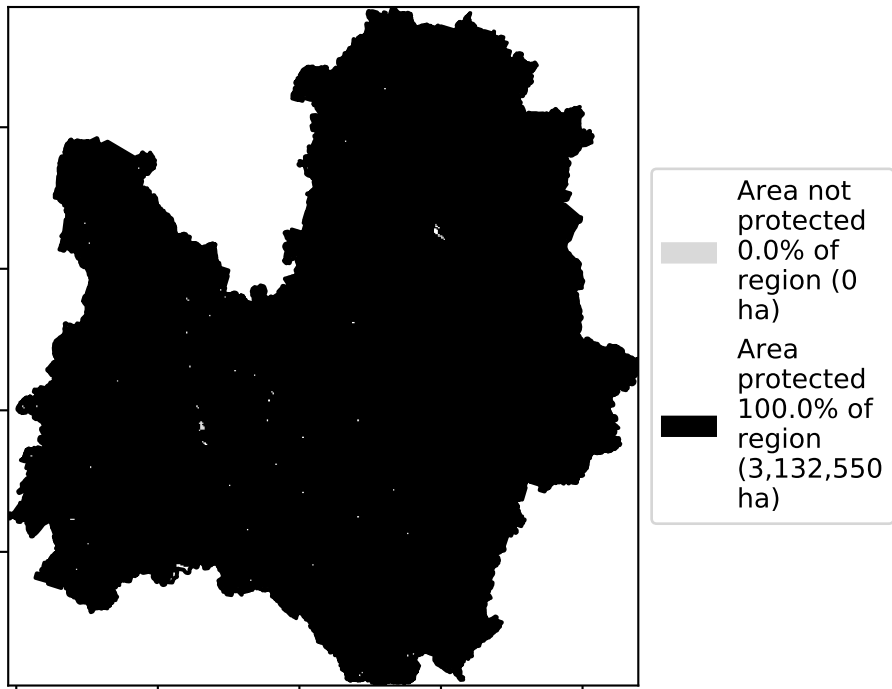 Area not
protected
0.0% of
region (0
ha)
Area
protected
100.0% of
region
(3,132,550
ha)